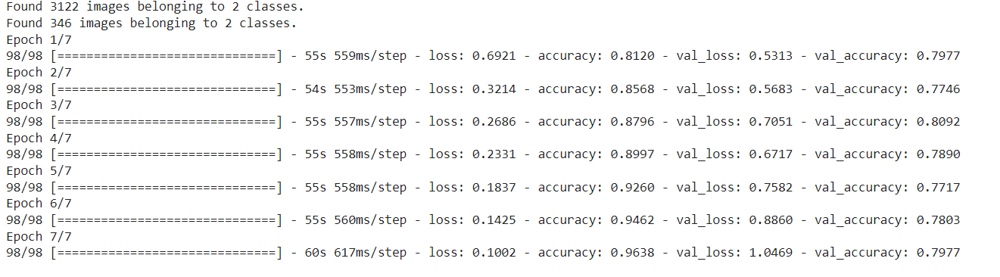 Found 3122 images belonging to 2 classes.
Found 346 images belonging to 2 classes.
Epoch 1/7
98/98 [==============================] - 55s 559ms/step - loss: 0.6921 - accuracy: 0.8120 - val_loss: 0.5313 - val_accuracy: 0.7977
Epoch 2/7
98/98 [==============================] - 54s 553ms/step - loss: 0.3214 - accuracy: 0.8568 - val_loss: 0.5683 - val_accuracy: 0.7746
Epoch 3/7
98/98 [==============================] - 55s 557ms/step - loss: 0.2686 - accuracy: 0.8796 - val_loss: 0.7051 - val_accuracy: 0.8092
Epoch 4/7
98/98 [==============================] - 55s 558ms/step - loss: 0.2331 - accuracy: 0.8997 - val_loss: 0.6717 - val_accuracy: 0.7890
Epoch 5/7
98/98 [==============================] - 55s 558ms/step - loss: 0.1837 - accuracy: 0.9260 - val_loss: 0.7582 - val_accuracy: 0.7717
Epoch 6/7
98/98 [==============================] - 55s 560ms/step - loss: 0.1425 - accuracy: 0.9462 - val_loss: 0.8860 - val_accuracy: 0.7803
Epoch 7/7
98/98 [==============================] - 60s 617ms/step - loss: 0.1002 - accuracy: 0.9638 - val_loss: 1.0469 - val_accuracy: 0.7977